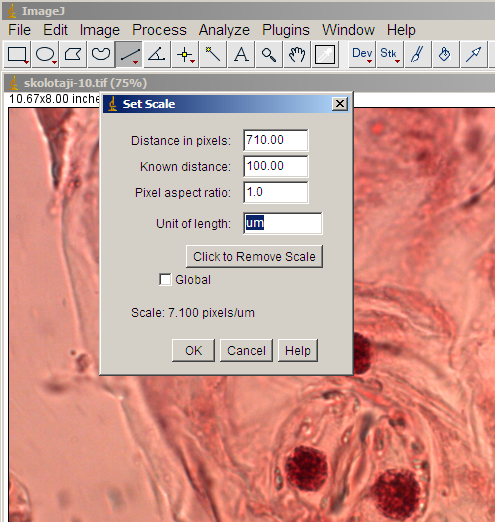 ImageJ
File Edit Image Process Analyze Plugins Window Help
A Dev Stk
skolotaji-10.tif (75%)
10.67x8.00 inche
Set Scale
Distance in pixels: 710.00
Known distance: 100.00
Pixel aspect ratio: 1.0
Unit of length: um
Click to Remove Scale
Global
Scale: 7.100 pixels/um
OK Cancel Help